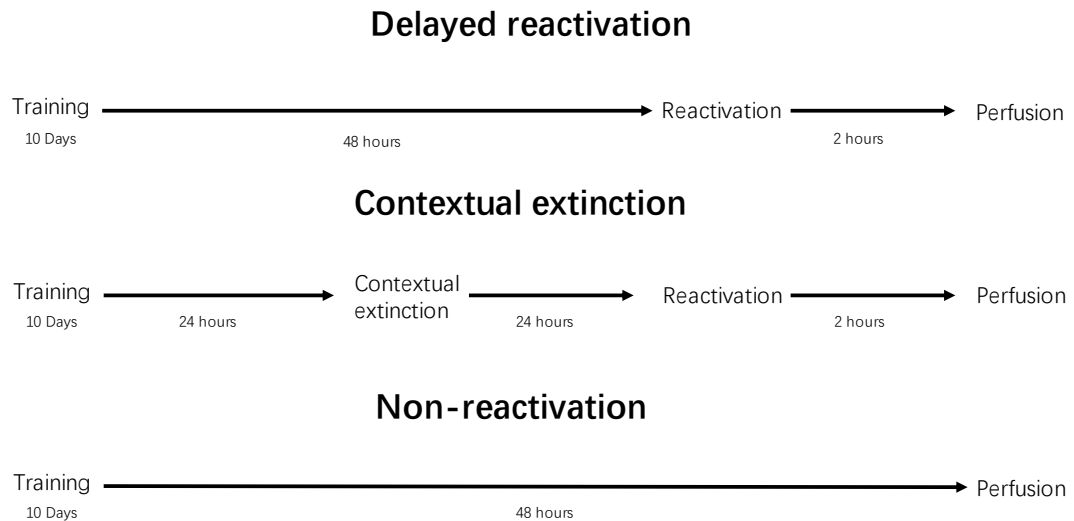 Delayed reactivation
Training
Reactivation
Perfusion
10 Days
48 hours
2 hours
Contextual extinction
Training
Contextual
extinction
Reactivation
Perfusion
10 Days
24 hours
24 hours
2 hours
Non-reactivation
Training
Perfusion
10 Days
48 hours